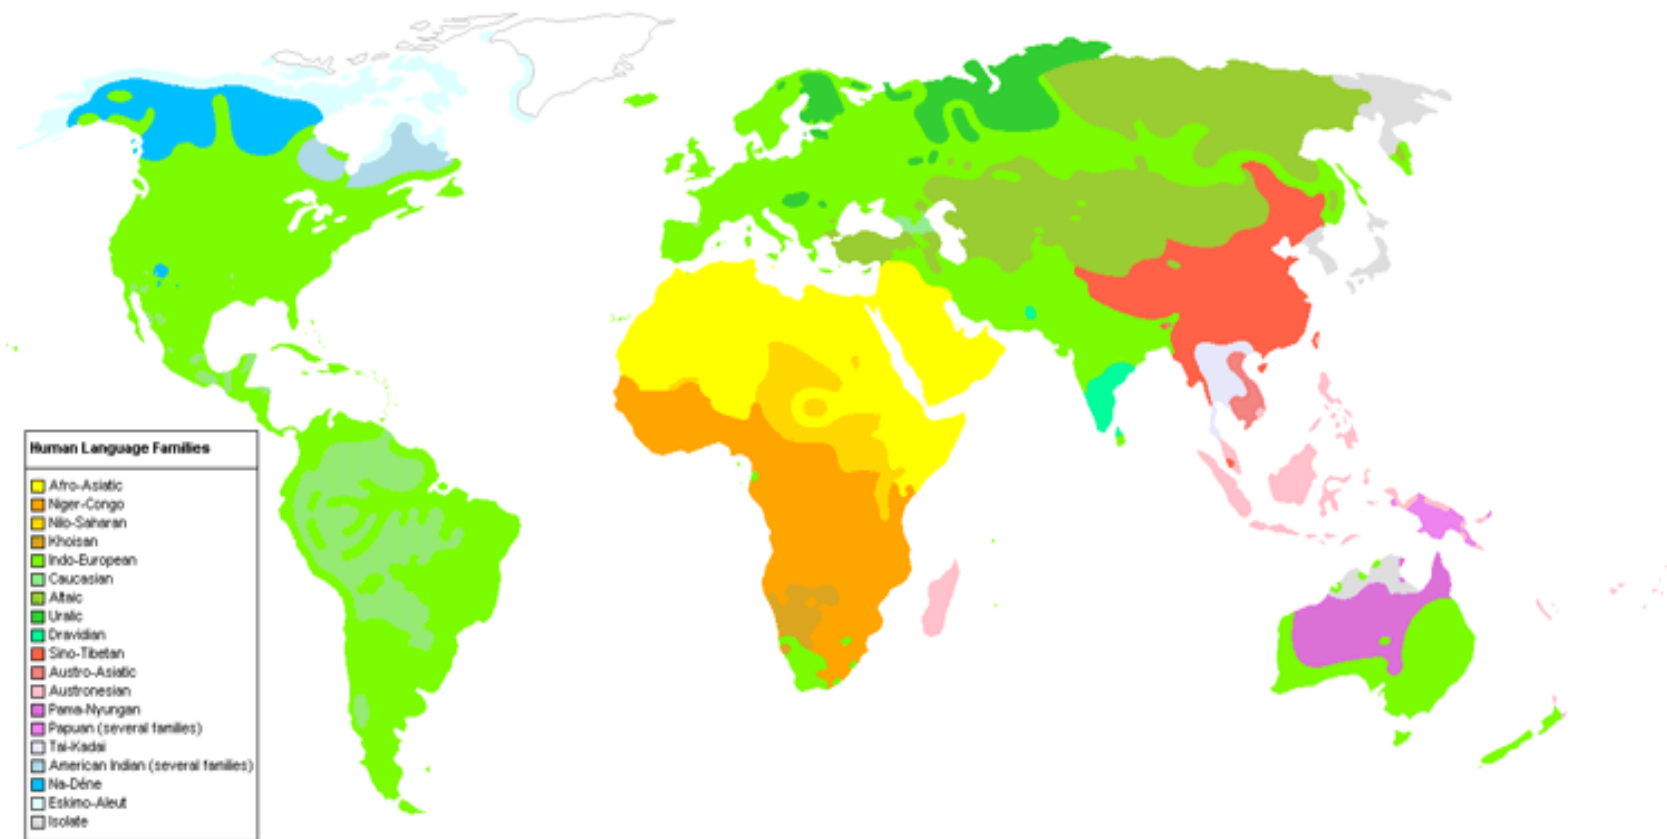 Human Language Families
Afro-Asiatic
Niger-Congo
Nilo-Saharan
Khoisan
Indo-European
Caucasian
Altaic
Uralic
Dravidian
Sino-Tibetan
Austro-Asiatic
Austronesian
Pama-Nyungan
Papuan (several families)
Tai-Kadai
American Indian (several families)
Na-Déne
Eskimo-Aleut
Isolate